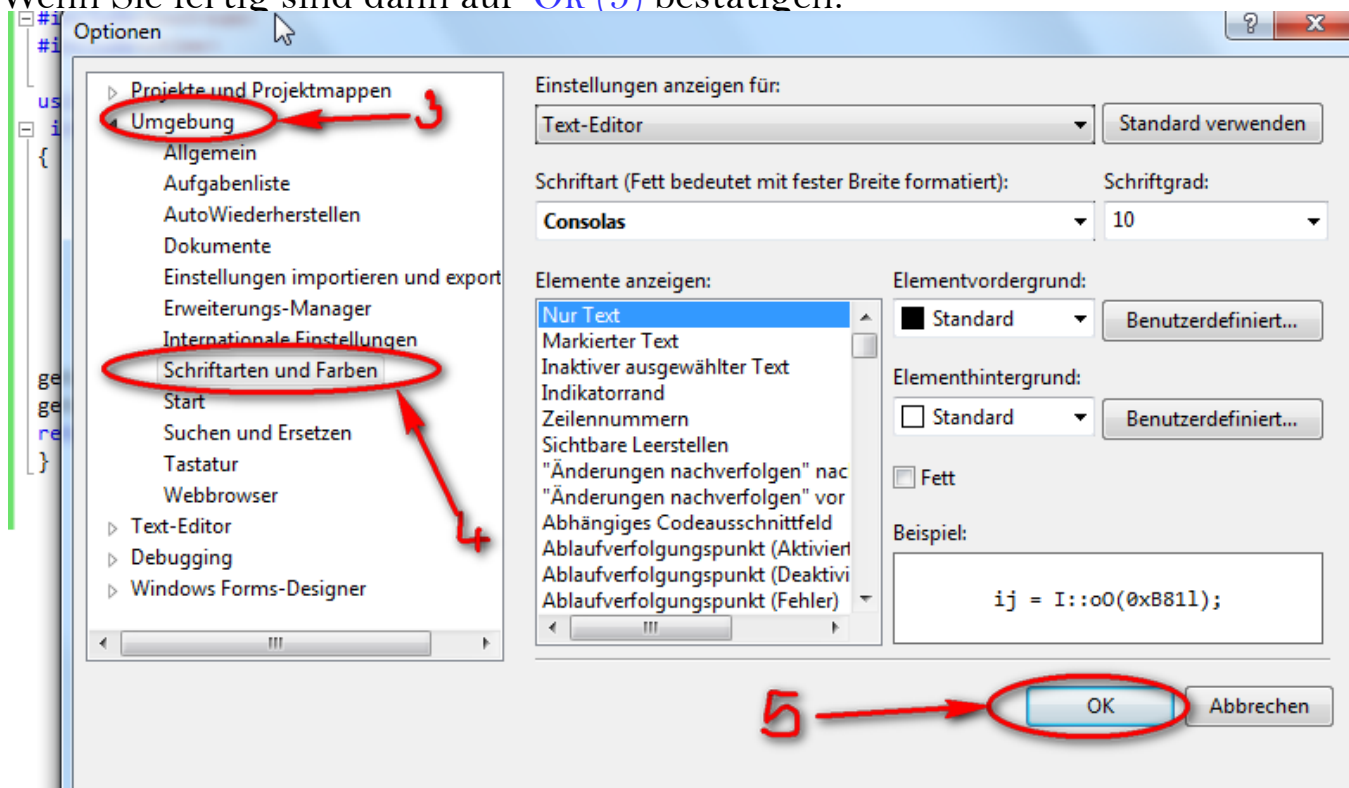 Wenn Sie fertig sind dann auf Ok (5) bestätigen.
#i
#i
us
i
{
ge
ge
re
}
Optionen
?
Projekte und Projektmappen
Umgebung
3
Allgemein
Aufgabenliste
AutoWiederherstellen
Dokumente
Einstellungen importieren und export
Erweiterungs-Manager
Internationale Einstellungen
Schriftarten und Farben
Start
Suchen und Ersetzen
Tastatur
Webbrowser
4
Text-Editor
Debugging
Windows Forms-Designer
Einstellungen anzeigen für:
Text-Editor
Standard verwenden
Schriftart (Fett bedeutet mit fester Breite formatiert):
Schriftgrad:
Consolas
10
Elemente anzeigen:
Nur Text
Markierter Text
Inaktiver ausgewählter Text
Indikatorrand
Zeilennummern
Sichtbare Leerstellen
"Änderungen nachverfolgen" nac
"Änderungen nachverfolgen" vor
Abhängiges Codeausschnittfeld
Ablaufverfolgungspunkt (Aktiviert
Ablaufverfolgungspunkt (Deaktivi
Ablaufverfolgungspunkt (Fehler)
Elementvordergrund:
Standard
Benutzerdefiniert...
Elementhintergrund:
Standard
Benutzerdefiniert...
Fett
Beispiel:
ij = I::oO(0xB81l);
5
OK
Abbrechen